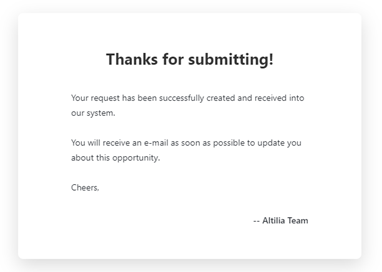 Thanks for submitting!
Your request has been successfully created and received into
our system.
You will receive an e-mail as soon as possible to update you
about this opportunity.
Cheers,
-- Altilia Team